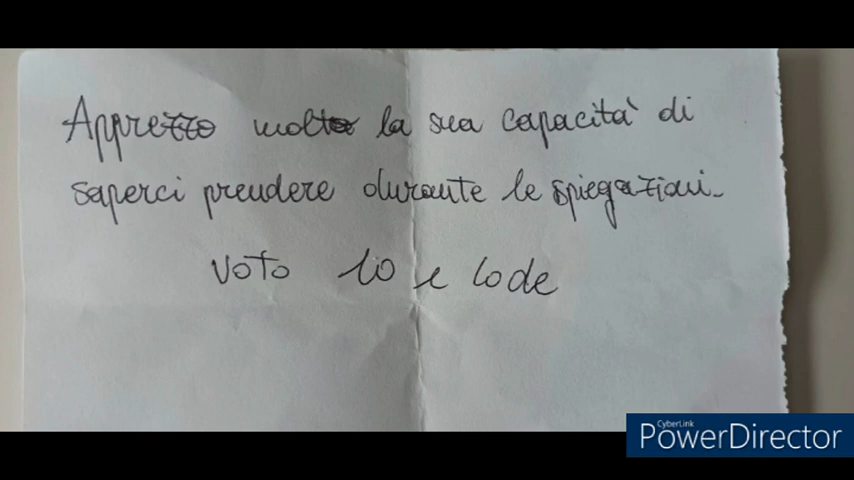 Apprezzo molto la sua capacità di
saperci prendere durante le spiegazioni.
Voto 10 e lode
CyberLink
PowerDirector